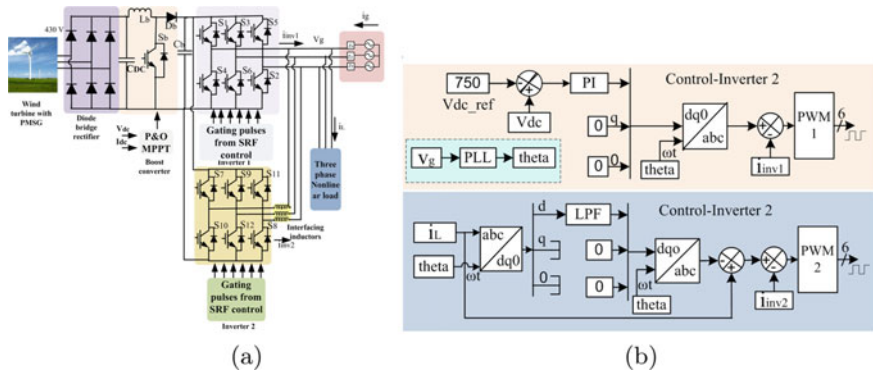 (a)
430 V
Lb
Db
Sb
CDC
Cb
S1
S3
S5
S4
S6
S2
iinv1
Vg
ig
iL
Wind
turbine with
PMSG
Diode
bridge
rectifier
Vdc
Idc
P&O
MPPT
Boost
converter
Gating pulses
from SRF
control
Inverter 1
Three
phase
Nonline
ar load
S7
S9
S11
S10
S12
S8
Interfacing
inductors
iinv2
Gating
pulses from
SRF control
Inverter 2
(a)
Control-Inverter 2
750
Vdc_ref
Vdc
PI
q
0
0
0
dq0
abc
ωt
theta
iinv1
PWM
1
6
Vg
PLL
theta
Control-Inverter 2
iL
theta
abc
dq0
ωt
d
q
0
LPF
0
0
dqo
abc
ωt
theta
iinv2
PWM
2
6
(b)